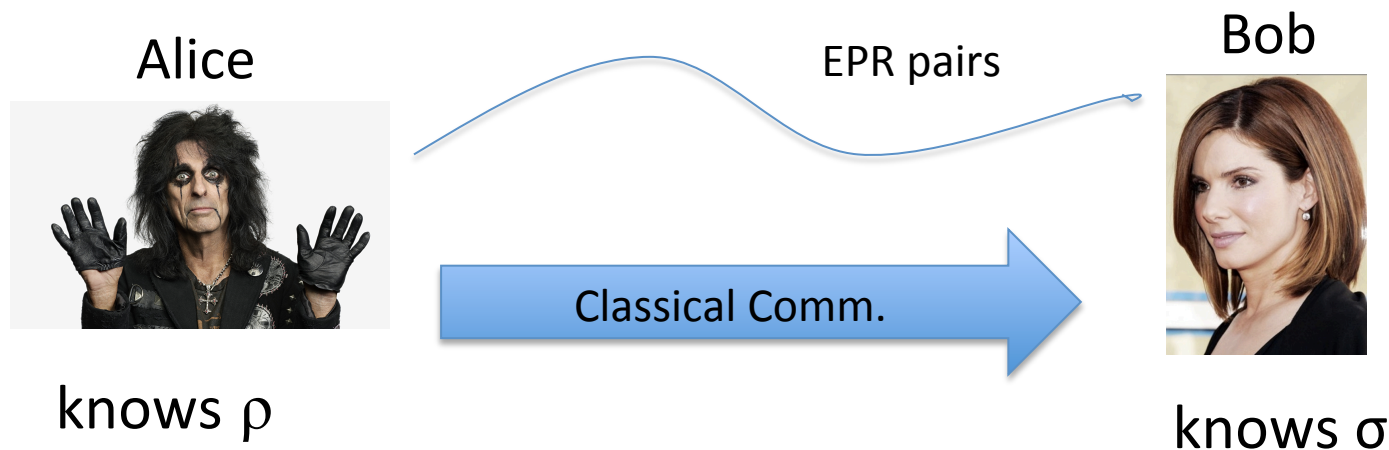 Alice
EPR pairs
Bob
Classical Comm.
knows ρ
knows σ